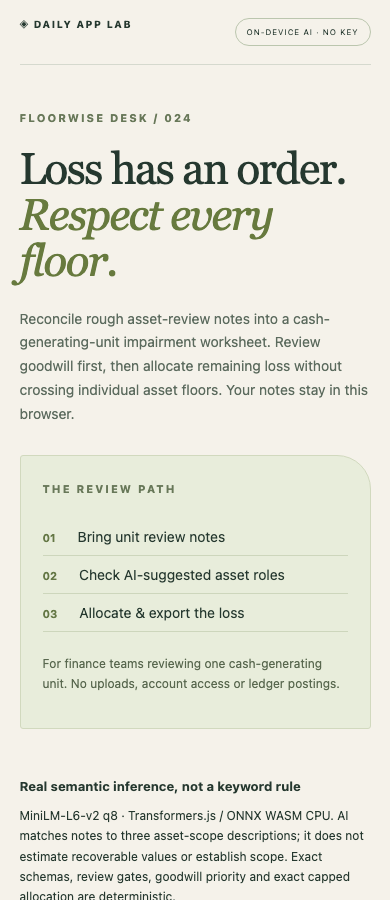 ◈ DAILY APP LAB
ON-DEVICE AI · NO KEY
FLOORWISE DESK / 024
Loss has an order.
Respect every
floor.
Reconcile rough asset-review notes into a cash-
generating-unit impairment worksheet. Review
goodwill first, then allocate remaining loss without
crossing individual asset floors. Your notes stay in this
browser.
THE REVIEW PATH
01 Bring unit review notes
02 Check AI-suggested asset roles
03 Allocate & export the loss
For finance teams reviewing one cash-generating
unit. No uploads, account access or ledger postings.
Real semantic inference, not a keyword rule
MiniLM-L6-v2 q8 · Transformers.js / ONNX WASM CPU. AI
matches notes to three asset-scope descriptions; it does not
estimate recoverable values or establish scope. Exact
schemas, review gates, goodwill priority and exact capped
allocation are deterministic.